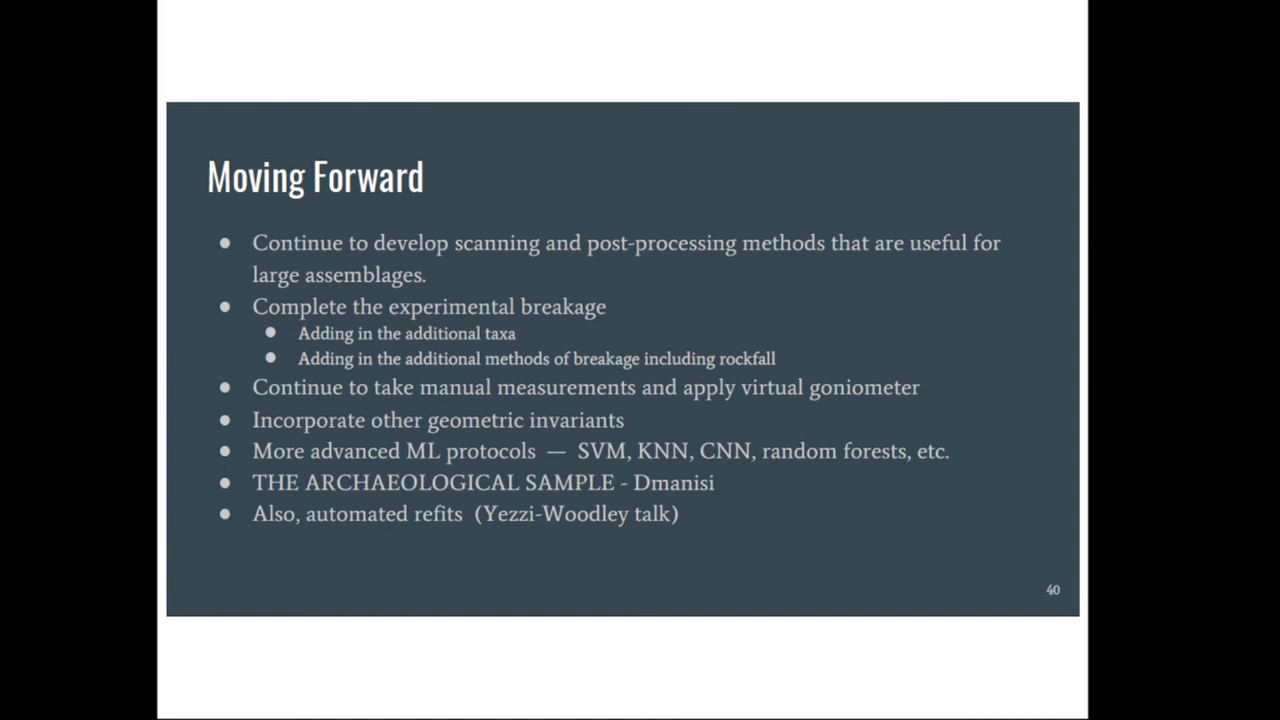 Moving Forward
● Continue to develop scanning and post-processing methods that are useful for
large assemblages.
● Complete the experimental breakage
● Adding in the additional taxa
● Adding in the additional methods of breakage including rockfall
● Continue to take manual measurements and apply virtual goniometer
● Incorporate other geometric invariants
● More advanced ML protocols — SVM, KNN, CNN, random forests, etc.
● THE ARCHAEOLOGICAL SAMPLE - Dmanisi
● Also, automated refits (Yezzi-Woodley talk)
40